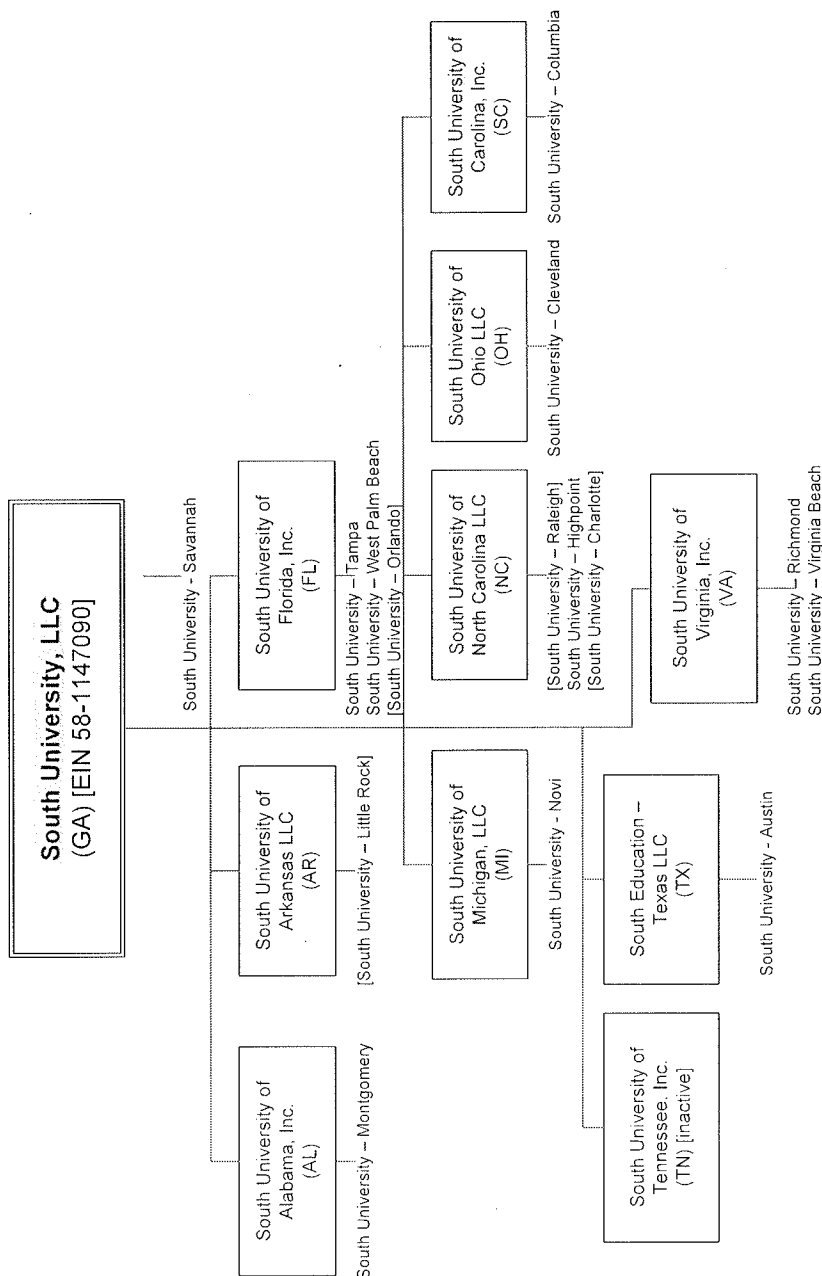 South University, LLC
(GA) [EIN 58-1147090]
South University - Savannah
South University of
Alabama, Inc.
(AL)
South University – Montgomery
South University of
Arkansas LLC
(AR)
[South University – Little Rock]
South University of
Florida, Inc.
(FL)
South University – Tampa
South University – West Palm Beach
[South University – Orlando]
South University of
Michigan, LLC
(MI)
South University - Novi
South University of
North Carolina LLC
(NC)
[South University – Raleigh]
South University – Highpoint
[South University – Charlotte]
South University of
Ohio LLC
(OH)
South University – Cleveland
South University of
Carolina, Inc.
(SC)
South University – Columbia
South University of
Tennessee, Inc.
(TN) [inactive]
South Education –
Texas LLC
(TX)
South University - Austin
South University of
Virginia, Inc.
(VA)
South University – Richmond
South University – Virginia Beach